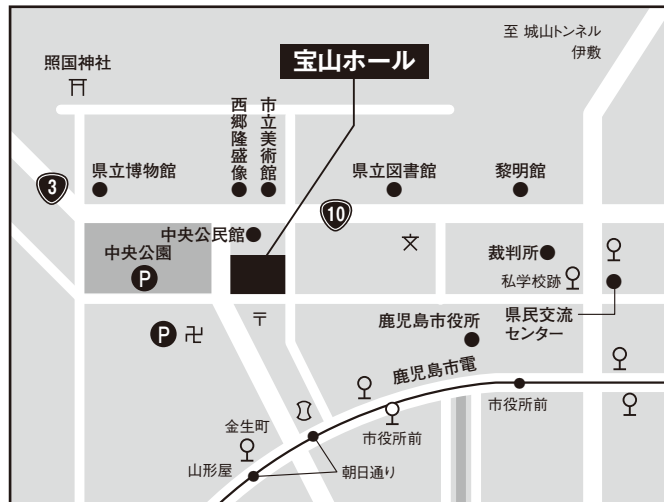 至 城山トンネル
伊敷
照国神社
宝山ホール
西郷隆盛像
市立美術館
県立博物館
県立図書館
黎明館
3
10
中央公民館
中央公園
P
文
裁判所
私学校跡
県民交流
センター
P
鹿児島市役所
鹿児島市電
市役所前
市役所前
金生町
山形屋
朝日通り